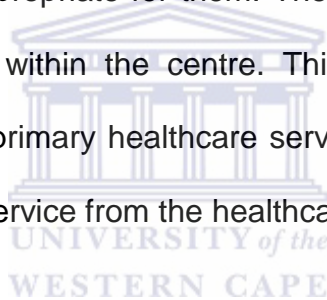 propriate for them. The
within the centre. Thi
primary healthcare serv
ervice from the healthca
UNIVERSITY of the
WESTERN CAPE